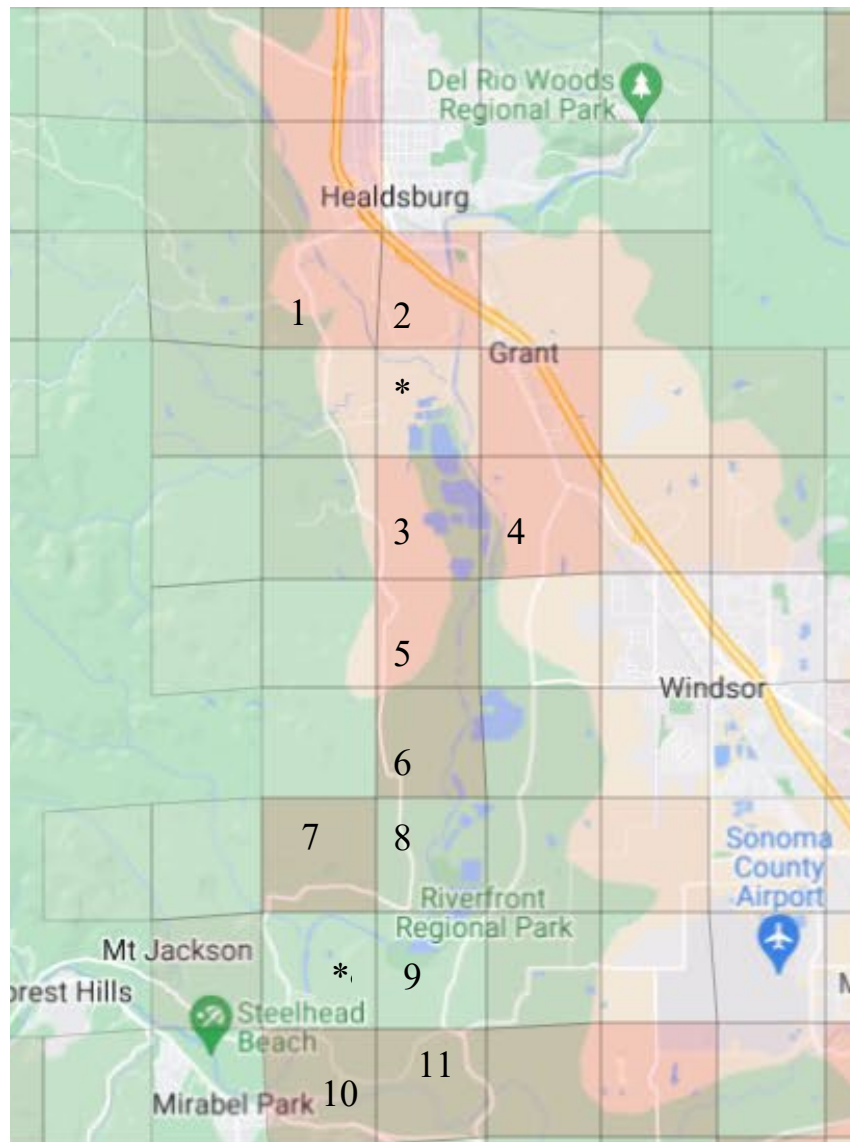 Del Rio Woods
Regional Park
Healdsburg
1
2
Grant
*
3
4
5
Windsor
6
7
8
Sonoma
County
Airport
Riverfront
Regional Park
Mt Jackson
*
9
orest Hills
Steelhead
Beach
11
Mirabel Park
10